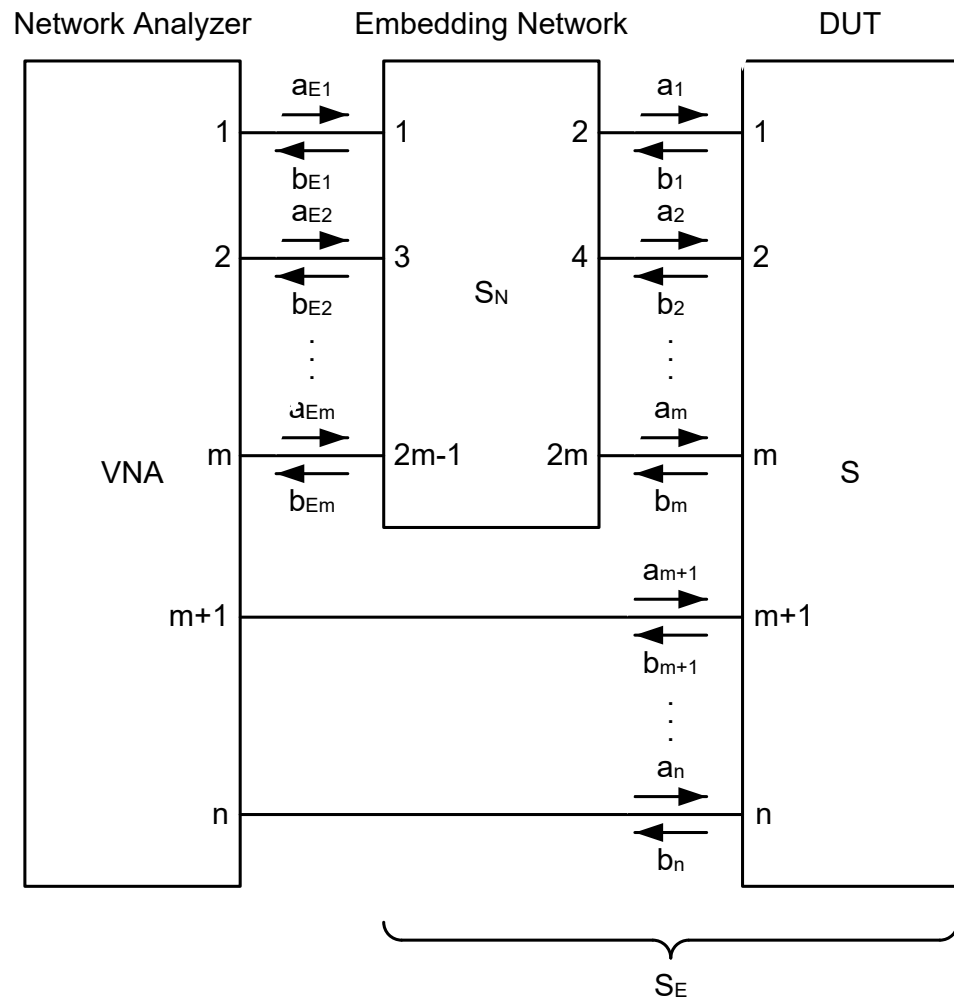 Network Analyzer Embedding Network DUT
aE1 a1
1 1 2 1
bE1 b1
aE2 a2
2 3 4 2
bE2 b2
SN
aEm am
m 2m-1 2m m
VNA S
bEm bm
am+1
m+1 m+1
bm+1
an
n n
bn
SE